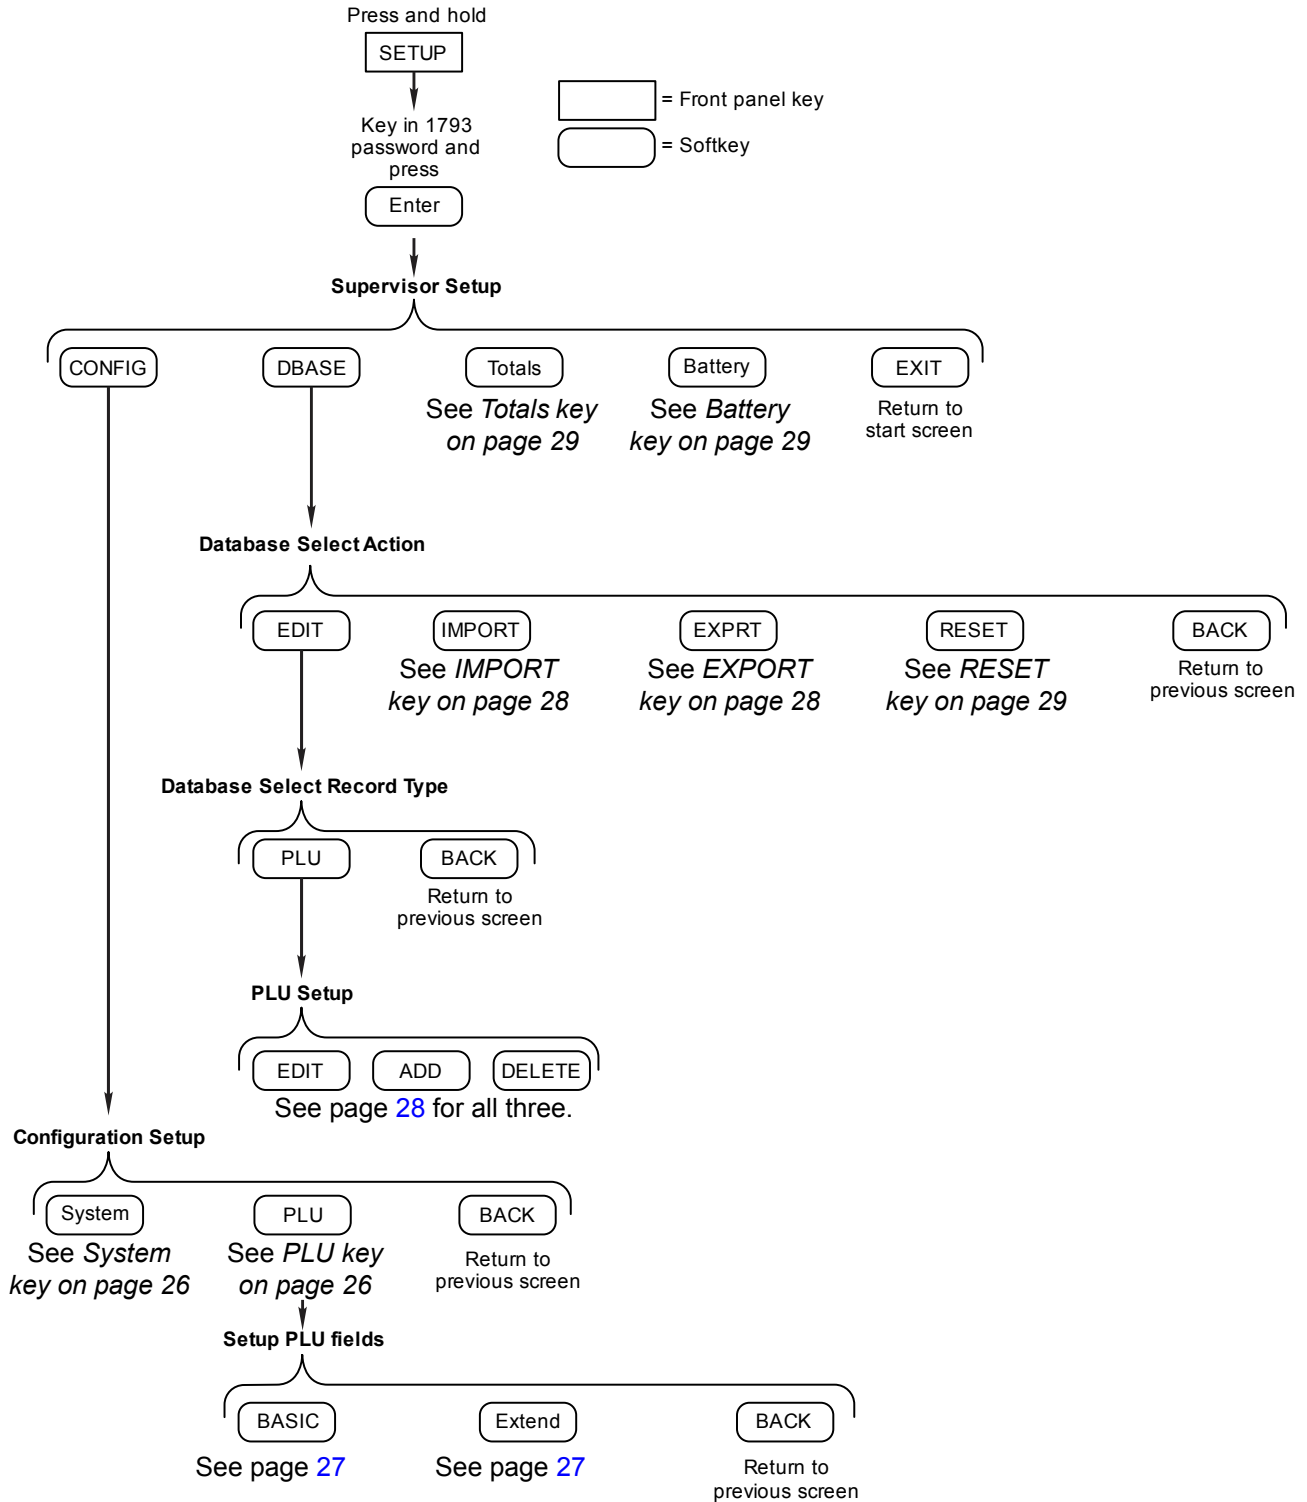 Press and hold
SETUP
= Front panel key
Key in 1793
password and
press
= Softkey
Enter
Supervisor Setup
CONFIG
DBASE
Totals
See Totals key
on page 29
Battery
See Battery
key on page 29
EXIT
Return to
start screen
Database Select Action
EDIT
IMPORT
See IMPORT
key on page 28
EXPRT
See EXPORT
key on page 28
RESET
See RESET
key on page 29
BACK
Return to
previous screen
Database Select Record Type
PLU
BACK
Return to
previous screen
PLU Setup
EDIT
ADD
DELETE
See page 28 for all three.
Configuration Setup
System
See System
key on page 26
PLU
See PLU key
on page 26
BACK
Return to
previous screen
Setup PLU fields
BASIC
See page 27
Extend
See page 27
BACK
Return to
previous screen